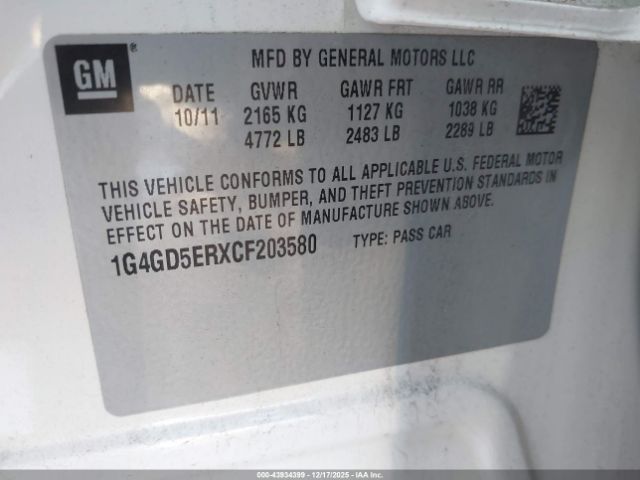 GM
MFD BY GENERAL MOTORS LLC
DATE GVWR GAWR FRT GAWR RR
10/11 2165 KG 1127 KG 1038 KG
4772 LB 2483 LB 2289 LB
THIS VEHICLE CONFORMS TO ALL APPLICABLE U.S. FEDERAL MOTOR
VEHICLE SAFETY, BUMPER, AND THEFT PREVENTION STANDARDS IN
EFFECT ON THE DATE OF MANUFACTURE SHOWN ABOVE.
1G4GD5ERXCF203580 TYPE: PASS CAR
000-43934399 | 12/17/2025 - IAA Inc.